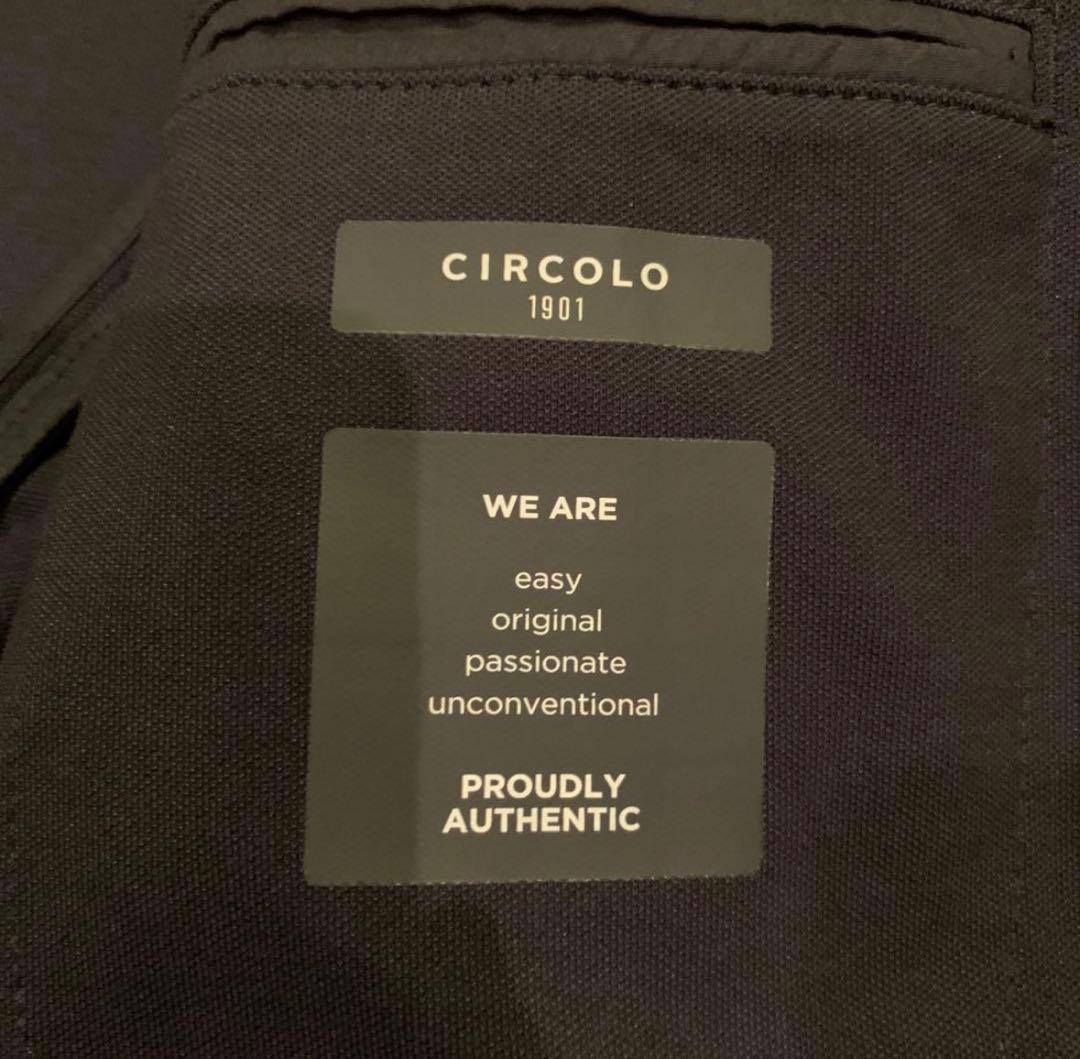 CIRCOLO
1901
WE ARE
easy
original
passionate
unconventional
PROUDLY
AUTHENTIC